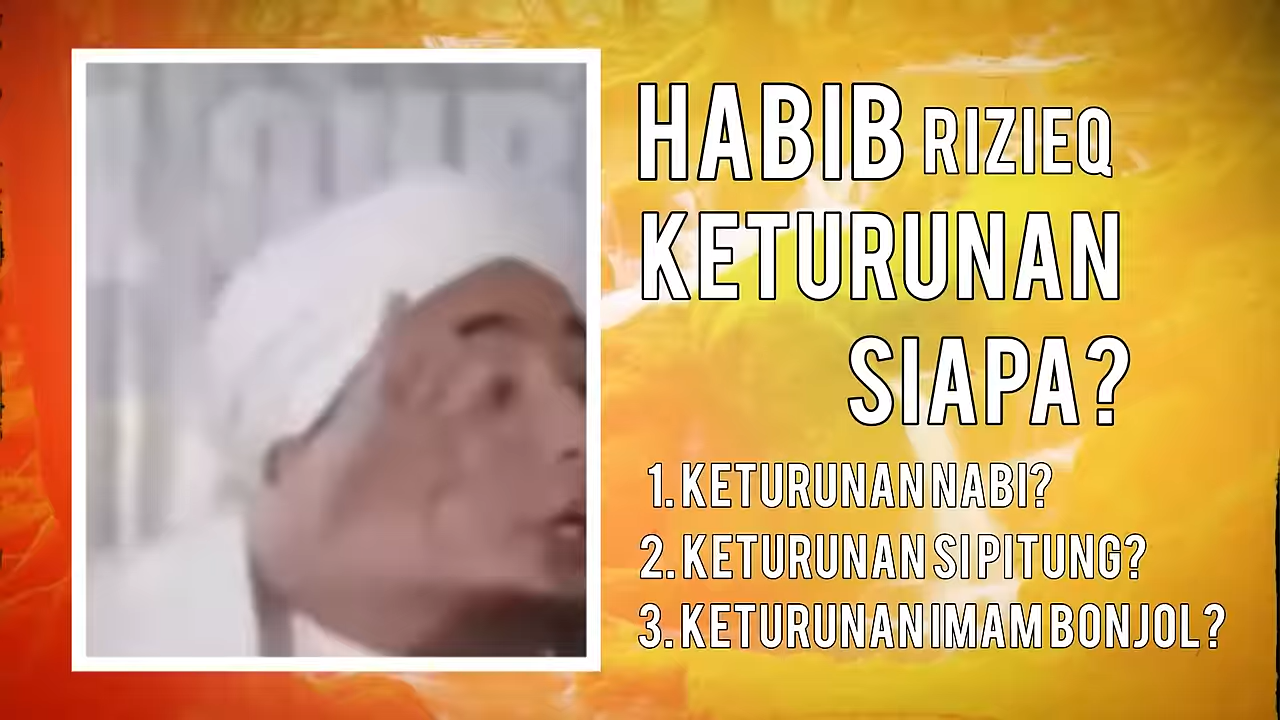 HABIB RIZIEQ
KETURUNAN
SIAPA?
1. KETURUNAN NABI?
2. KETURUNAN SI PITUNG?
3. KETURUNAN IMAM BONJOL?